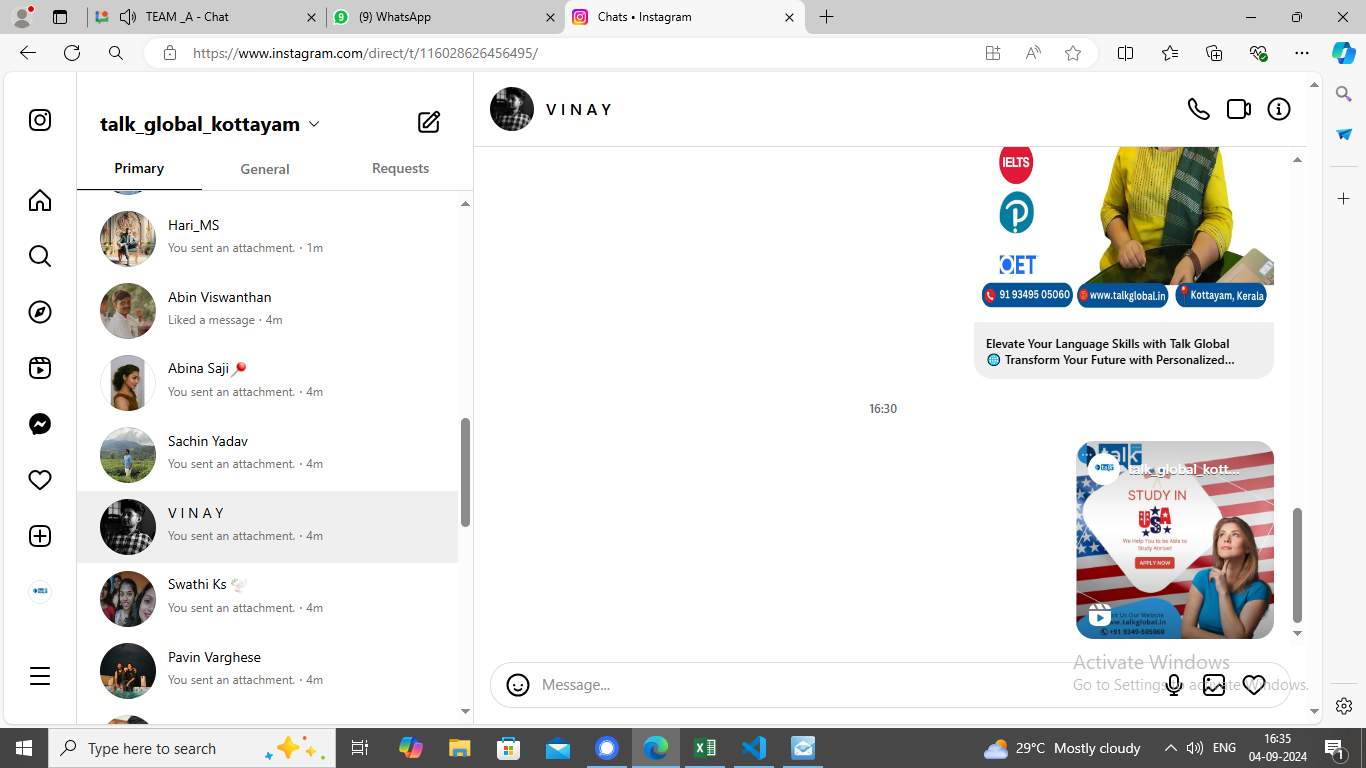 TEAM _A - Chat
(9) WhatsApp
Chats • Instagram
https://www.instagram.com/direct/t/116028626456495/
talk_global_kottayam
Primary
General
Requests
Hari_MS
You sent an attachment. · 1m
Abin Viswanthan
Liked a message · 4m
Abina Saji📍
You sent an attachment. · 4m
Sachin Yadav
You sent an attachment. · 4m
V I N A Y
You sent an attachment. · 4m
Swathi Ks 🕊️
You sent an attachment. · 4m
Pavin Varghese
You sent an attachment. · 4m
V I N A Y
IELTS
OET
91 93495 05060
www.talkglobal.in
Kottayam, Kerala
Elevate Your Language Skills with Talk Global
🌐 Transform Your Future with Personalized...
16:30
talk
talk_global_kott...
STUDY IN
USA
We Help You to be Able to
Study Abroad
APPLY NOW
www.talkglobal.in
+91 9349-505060
Message...
Activate Windows
Go to Settings to activate Windows.
Type here to search
29°C Mostly cloudy
ENG
16:35
04-09-2024
1